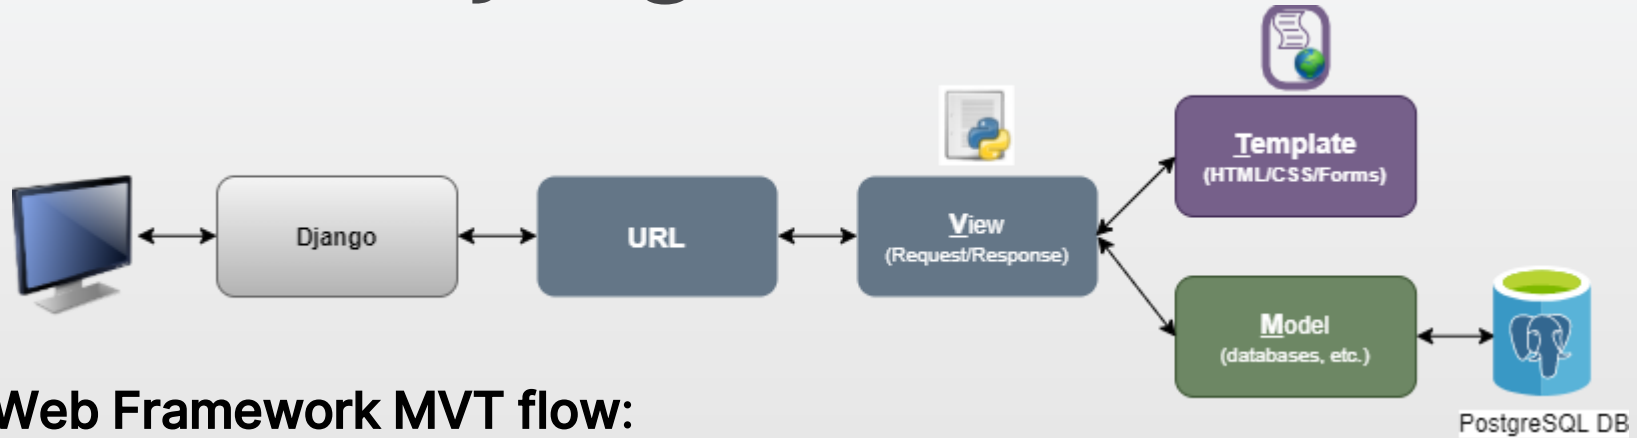 Django
URL
View
(Request/Response)
Template
(HTML/CSS/Forms)
Model
(databases, etc.)
Web Framework MVT flow:
PostgreSQL DB